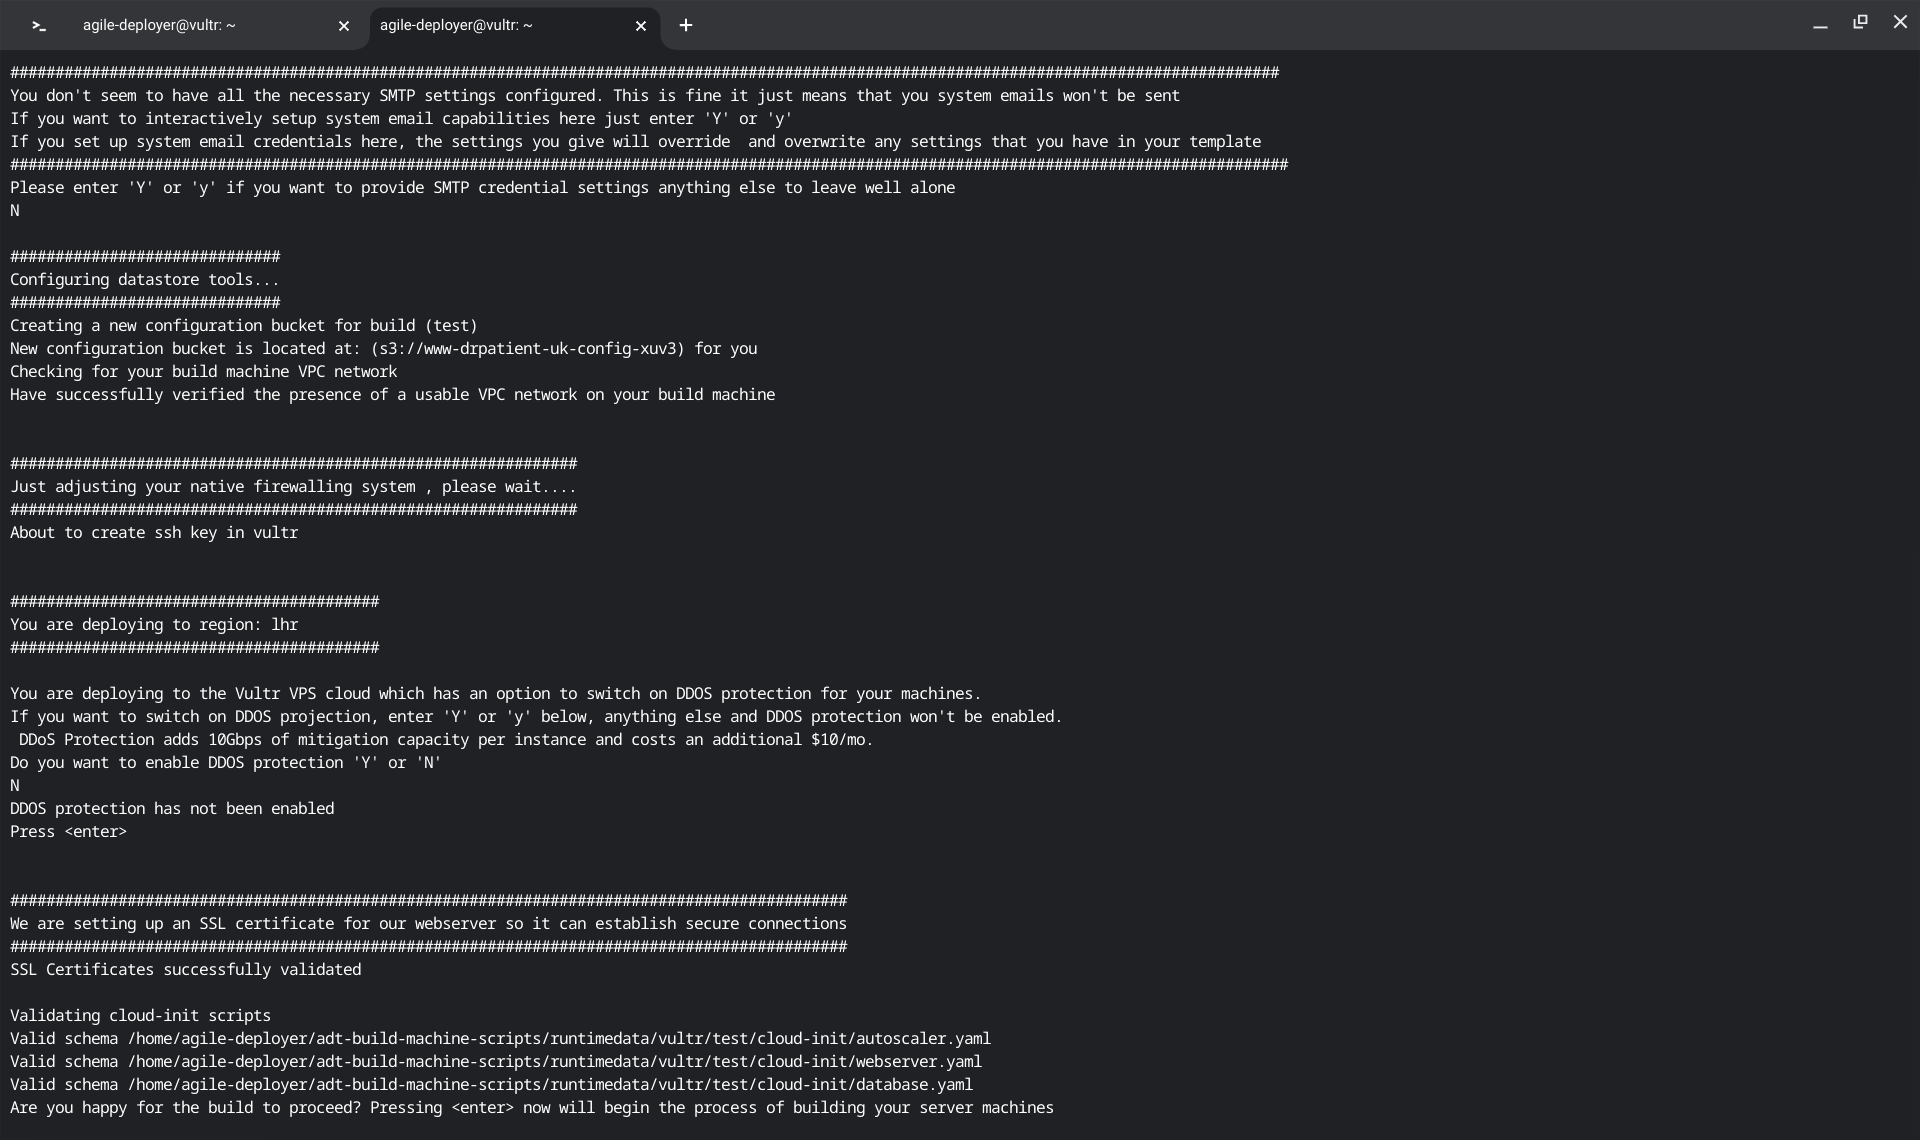 agile-deployer@vultr: ~
agile-deployer@vultr: ~
#############################################################################################################################################
You don't seem to have all the necessary SMTP settings configured. This is fine it just means that you system emails won't be sent
If you want to interactively setup system email capabilities here just enter 'Y' or 'y'
If you set up system email credentials here, the settings you give will override  and overwrite any settings that you have in your template
##############################################################################################################################################
Please enter 'Y' or 'y' if you want to provide SMTP credential settings anything else to leave well alone
N
##############################
Configuring datastore tools...
##############################
Creating a new configuration bucket for build (test)
New configuration bucket is located at: (s3://www-drpatient-uk-config-xuv3) for you
Checking for your build machine VPC network
Have successfully verified the presence of a usable VPC network on your build machine
###############################################################
Just adjusting your native firewalling system , please wait....
###############################################################
About to create ssh key in vultr
#########################################
You are deploying to region: lhr
#########################################
You are deploying to the Vultr VPS cloud which has an option to switch on DDOS protection for your machines.
If you want to switch on DDOS projection, enter 'Y' or 'y' below, anything else and DDOS protection won't be enabled.
 DDoS Protection adds 10Gbps of mitigation capacity per instance and costs an additional $10/mo.
Do you want to enable DDOS protection 'Y' or 'N'
N
DDOS protection has not been enabled
Press <enter>
#############################################################################################
We are setting up an SSL certificate for our webserver so it can establish secure connections
#############################################################################################
SSL Certificates successfully validated
Validating cloud-init scripts
Valid schema /home/agile-deployer/adt-build-machine-scripts/runtimedata/vultr/test/cloud-init/autoscaler.yaml
Valid schema /home/agile-deployer/adt-build-machine-scripts/runtimedata/vultr/test/cloud-init/webserver.yaml
Valid schema /home/agile-deployer/adt-build-machine-scripts/runtimedata/vultr/test/cloud-init/database.yaml
Are you happy for the build to proceed? Pressing <enter> now will begin the process of building your server machines